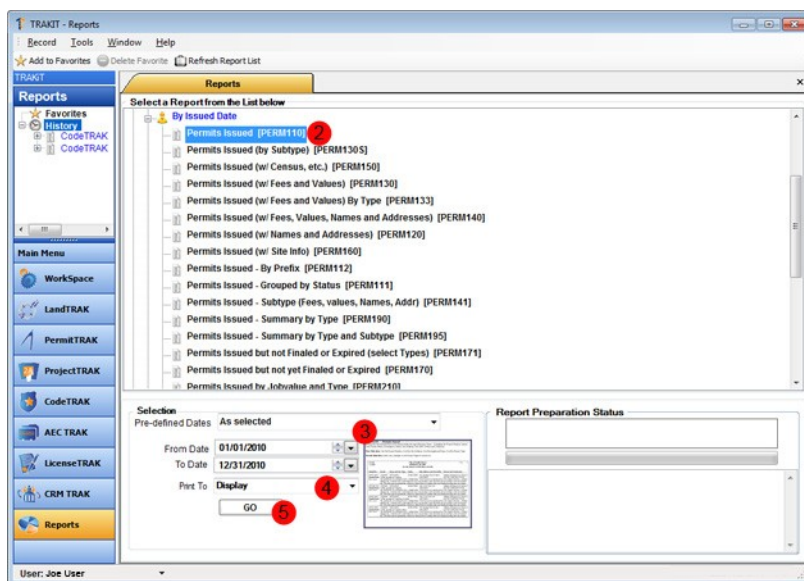 TRAKIT - Reports
Record Tools Window Help
Add to Favorites Delete Favorite Refresh Report List
TRAKiT
Reports
Favorites
History
CodeTRAK
CodeTRAK
Main Menu
WorkSpace
LandTRAK
PermitTRAK
ProjectTRAK
CodeTRAK
AEC TRAK
LicenseTRAK
CRM TRAK
Reports
Reports
Select a Report from the List below
By Issued Date
Permits Issued [PERM110] 2
Permits Issued (by Subtype) [PERM130S]
Permits Issued (w/ Census, etc.) [PERM150]
Permits Issued (w/ Fees and Values) [PERM130]
Permits Issued (w/ Fees and Values) By Type [PERM133]
Permits Issued (w/ Fees, Values, Names and Addresses) [PERM140]
Permits Issued (w/ Names and Addresses) [PERM120]
Permits Issued (w/ Site Info) [PERM160]
Permits Issued - By Prefix [PERM112]
Permits Issued - Grouped by Status [PERM111]
Permits Issued - Subtype (Fees, values, Names, Addr) [PERM141]
Permits Issued - Summary by Type [PERM190]
Permits Issued - Summary by Type and Subtype [PERM195]
Permits Issued but not Finaled or Expired (select Types) [PERM171]
Permits Issued but not yet Finaled or Expired [PERM170]
Permits Issued by Jobvalue and Type [PERM210]
Selection
Pre-defined Dates As selected
From Date 01/01/2010 3
To Date 12/31/2010
Print To Display 4
GO 5
Report Preparation Status
User: Joe User